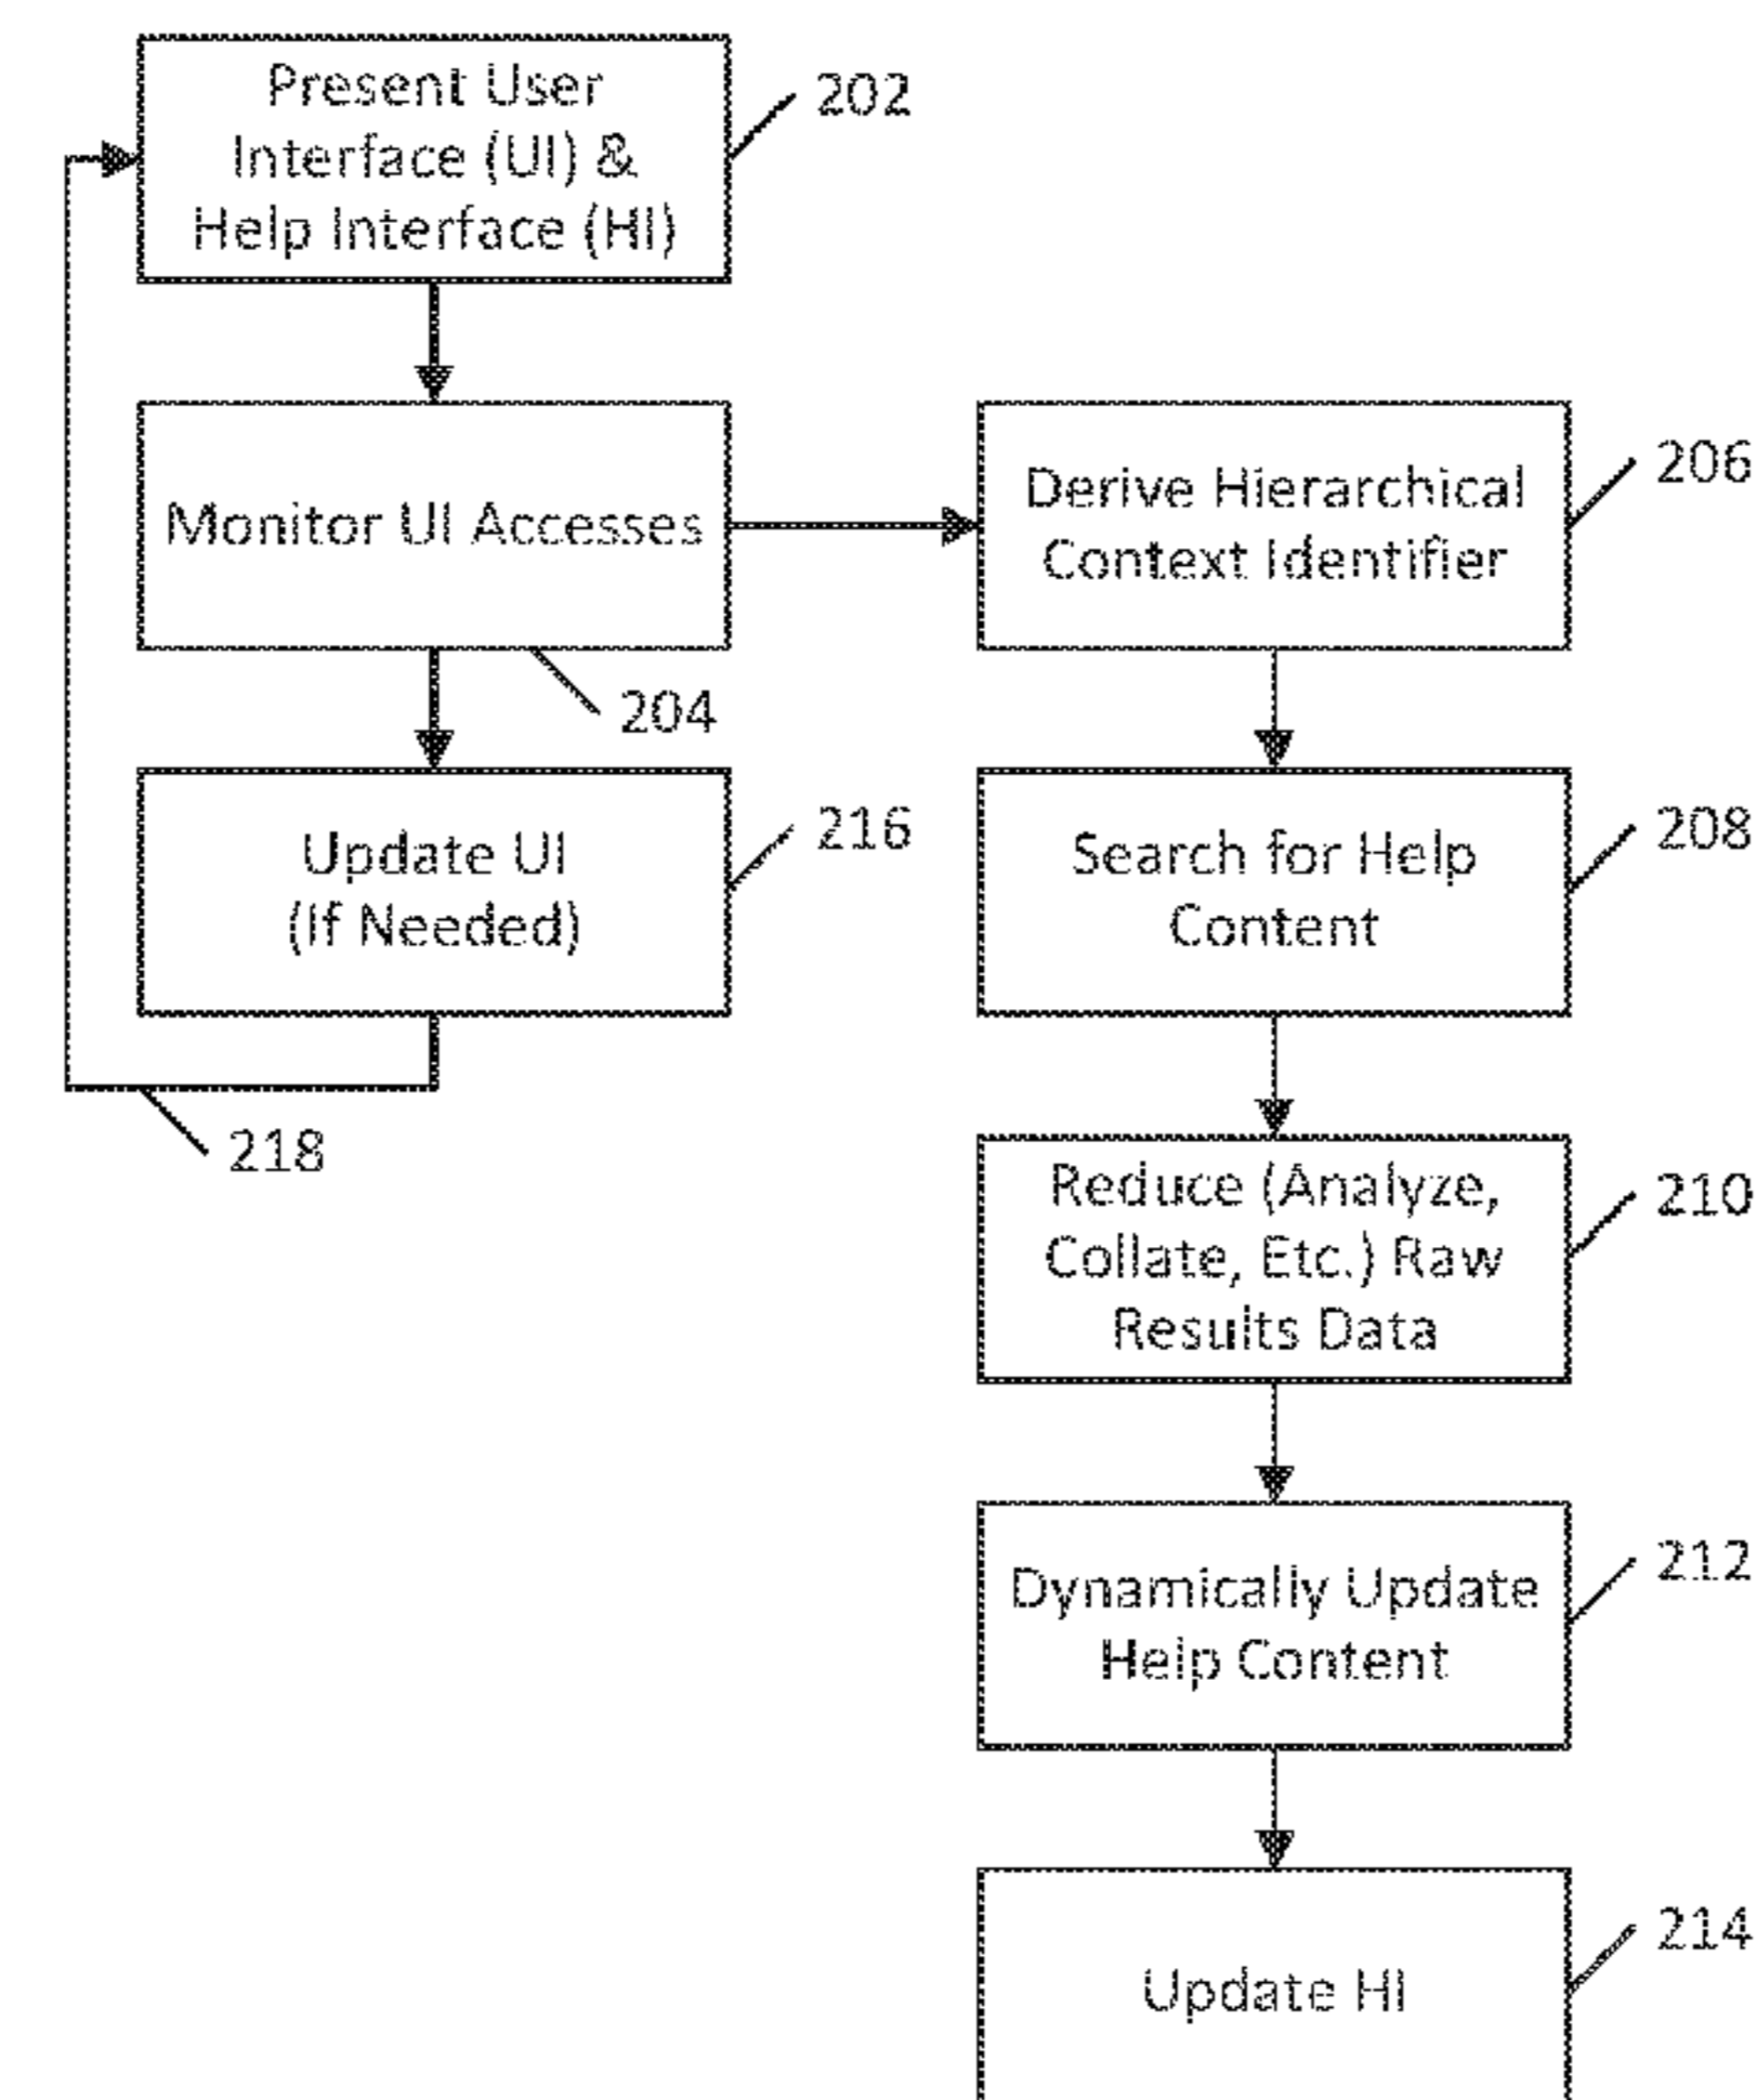 Present User
Interface (UI) &
Help Interface (HI)
202
Monitor UI Accesses
204
Derive Hierarchical
Context Identifier
206
Update UI
(If Needed)
216
Search for Help
Content
208
218
Reduce (Analyze,
Collate, Etc.) Raw
Results Data
210
Dynamically Update
Help Content
212
Update HI
214